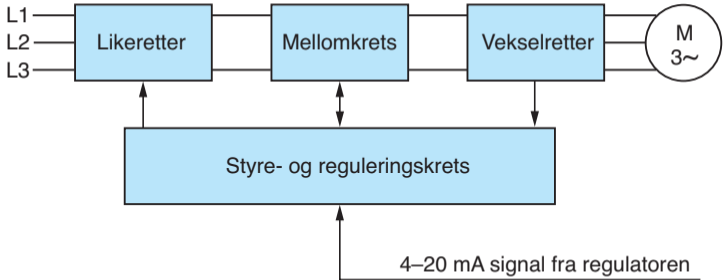 L1
L2
L3
Likeretter
Mellomkrets
Vekselretter
M
3~
Styre- og reguleringskrets
4–20 mA signal fra regulatoren